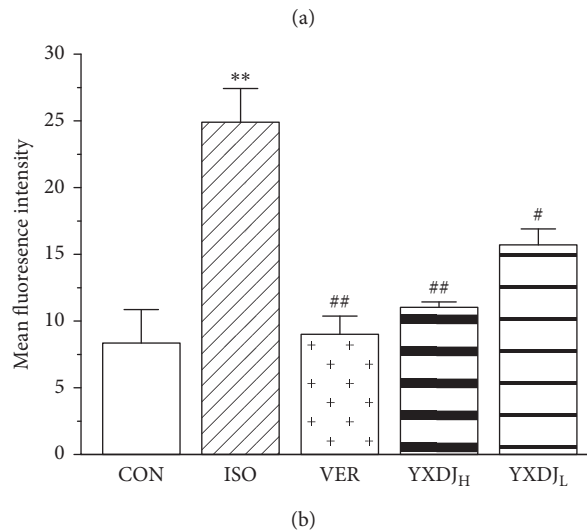 (a)
30
25
20
15
10
5
0
Mean fluoresence intensity
**
##
##
#
CON ISO VER YXDJH YXDJL
(b)